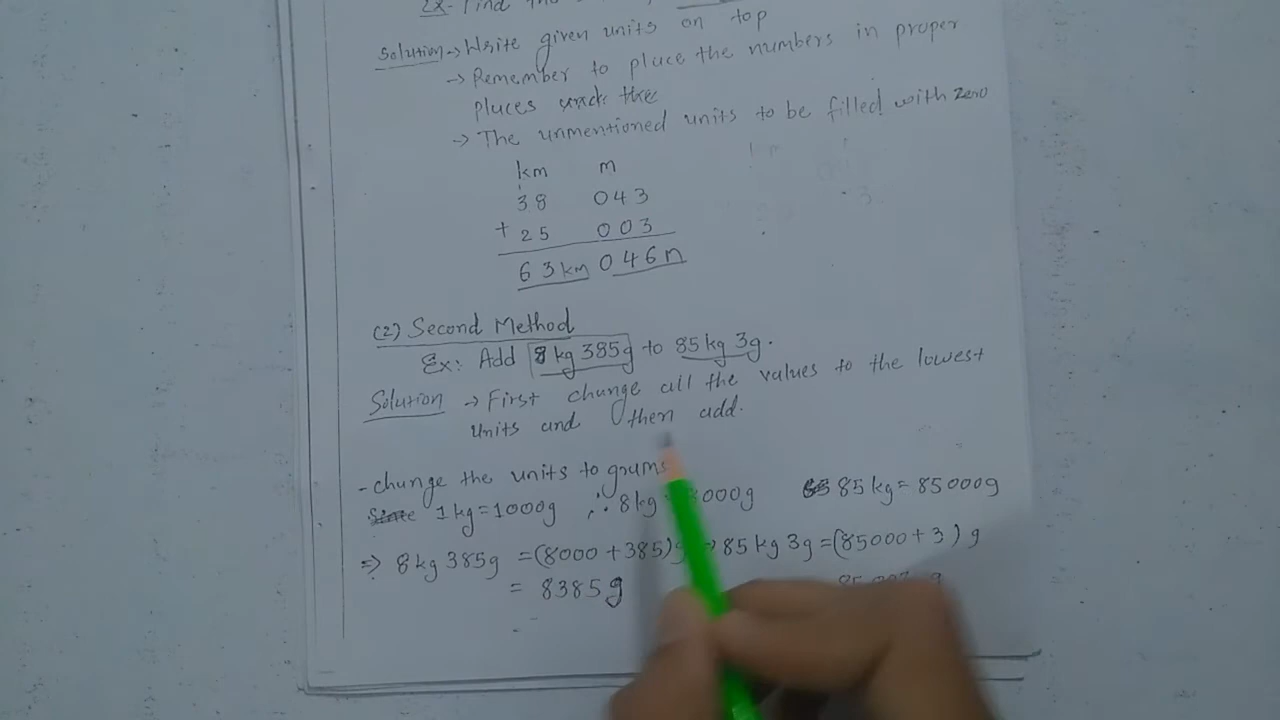 Ex- Find the
Solution → Write given units on top
→ Remember to place the numbers in proper
places
→ The unmentioned units to be filled with zero
km m
38 043
+ 25 003
63 km 046 m
(2) Second Method
Ex: Add 8 kg 385g to 85 kg 3g.
Solution → First change all the values to the lowest
units and then add.
- change the units to grams
1 kg = 1000g ∴ 8 kg 85 kg = 85000g
⇒ 8 kg 385g = (8000 + 385) 85 kg 3g = (85000 + 3) g
= 8385 g